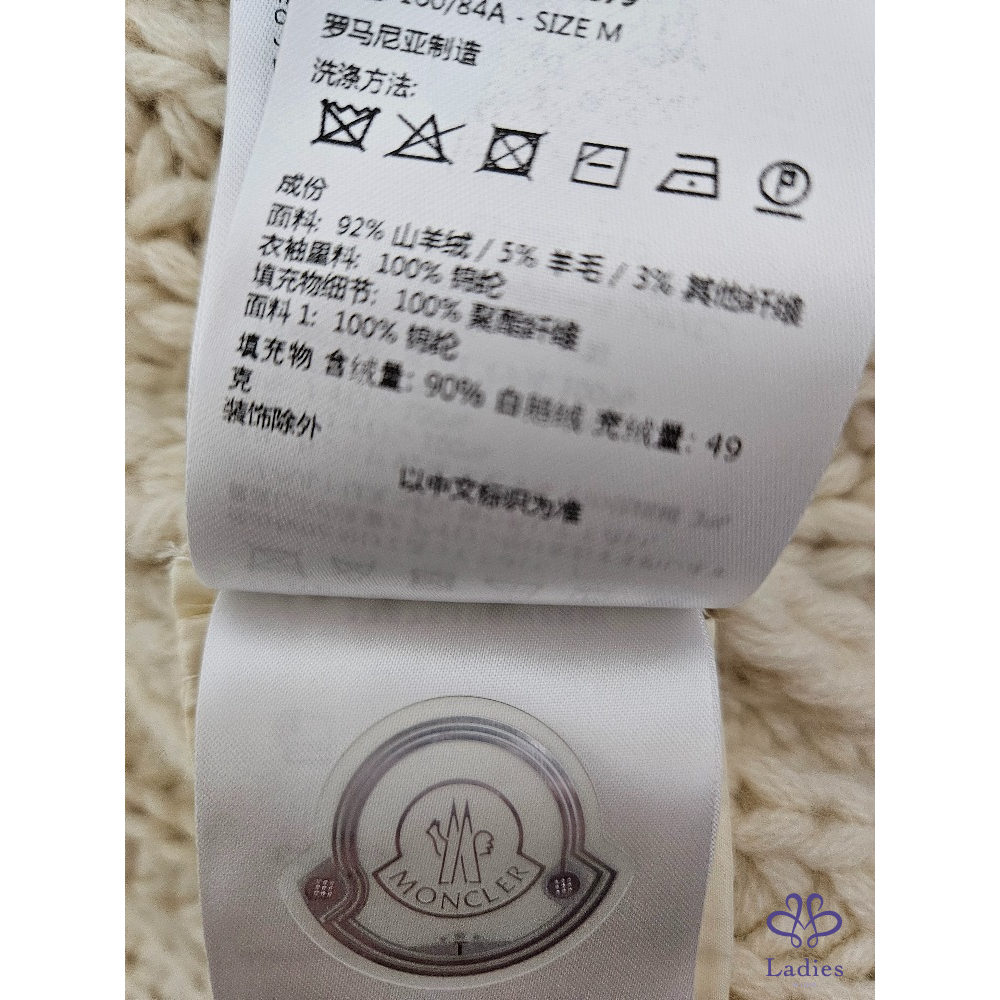 160/84A - SIZE M
罗马尼亚制造
洗涤方法:
P
成份
面料: 92% 山羊绒 / 5% 羊毛 / 3% 其他纤维
衣袖里料: 100% 锦纶
填充物细节: 100% 聚酯纤维
面料 1: 100% 锦纶
填充物 含绒量: 90% 白鹅绒 充绒量: 49
克
装饰除外
以中文标识为准
MONCLER
Ladies